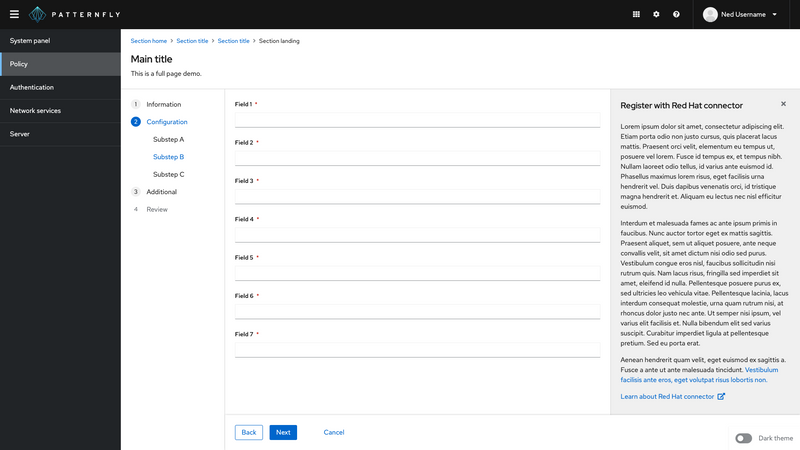 PATTERNFLY
Ned Username
System panel
Policy
Authentication
Network services
Server
Section home > Section title > Section title > Section landing
Main title
This is a full page demo.
1 Information
2 Configuration
Substep A
Substep B
Substep C
3 Additional
4 Review
Field 1 *
Field 2 *
Field 3 *
Field 4 *
Field 5 *
Field 6 *
Field 7 *
Back
Next
Cancel
Register with Red Hat connector
Lorem ipsum dolor sit amet, consectetur adipiscing elit.
Etiam porta odio non justo cursus, quis placerat lacus
mattis. Praesent orci velit, elementum eu tempus ut,
posuere vel lorem. Fusce id tempus ex, et tempus nibh.
Nullam laoreet odio tellus, id varius ante euismod id.
Phasellus maximus lorem risus, eget facilisis urna
hendrerit vel. Duis dapibus venenatis orci, id tristique
magna hendrerit et. Aliquam eu lectus nec nisl efficitur
euismod.
Interdum et malesuada fames ac ante ipsum primis in
faucibus. Nunc auctor tortor eget ex mattis sagittis.
Praesent aliquet, sem ut aliquet posuere, ante neque
convallis velit, sit amet dictum nisi odio sed purus.
Vestibulum congue eros nisl, faucibus sollicitudin nisi
rutrum quis. Nam lacus risus, fringilla sed imperdiet sit
amet, eleifend id nulla. Pellentesque posuere purus ex,
sed ultricies leo vehicula vitae. Pellentesque lacinia, lacus
interdum consequat molestie, urna quam rutrum nisi, at
rhoncus dolor justo nec ante. Ut semper nisi ipsum, vel
varius elit facilisis et. Nulla bibendum elit sed varius
suscipit. Curabitur imperdiet ligula at pellentesque
pretium. Sed eu porta erat.
Aenean hendrerit quam velit, eget euismod ex sagittis a.
Fusce a ante ut ante malesuada tincidunt. Vestibulum
facilisis ante eros, eget volutpat risus lobortis non.
Learn about Red Hat connector
Dark theme